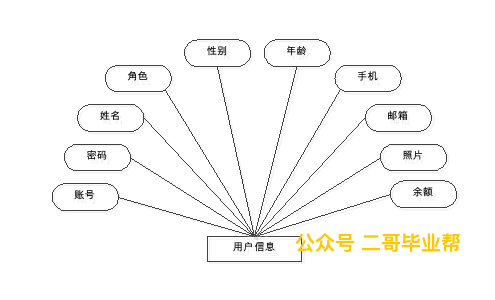 性别
年龄
角色
手机
姓名
邮箱
密码
照片
账号
余额
用户信息
公众号 二哥毕业帮